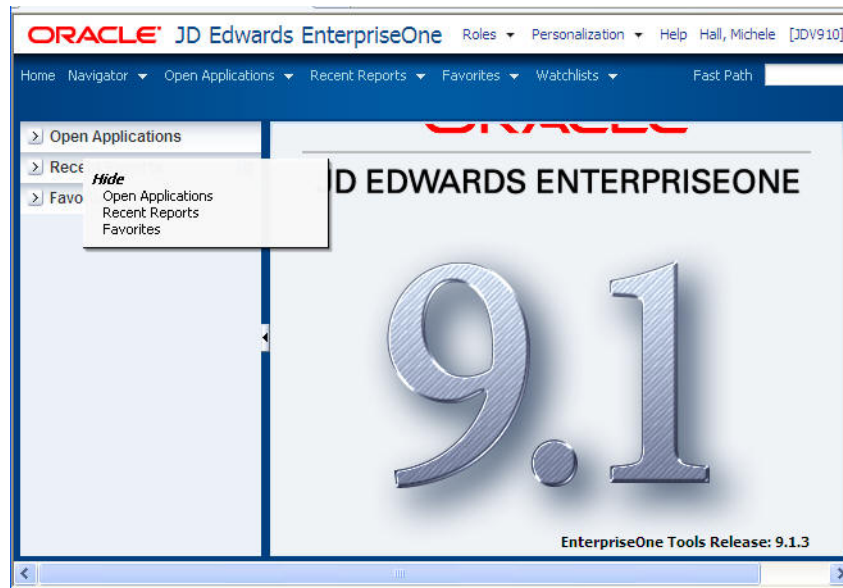 ORACLE JD Edwards EnterpriseOne Roles Personalization Help Hall, Michele [JDV910]
Home Navigator Open Applications Recent Reports Favorites Watchlists Fast Path
Open Applications
ORACLE
Hide
Open Applications
Recent Reports
Favorites
JD EDWARDS ENTERPRISEONE
9.1
EnterpriseOne Tools Release: 9.1.3